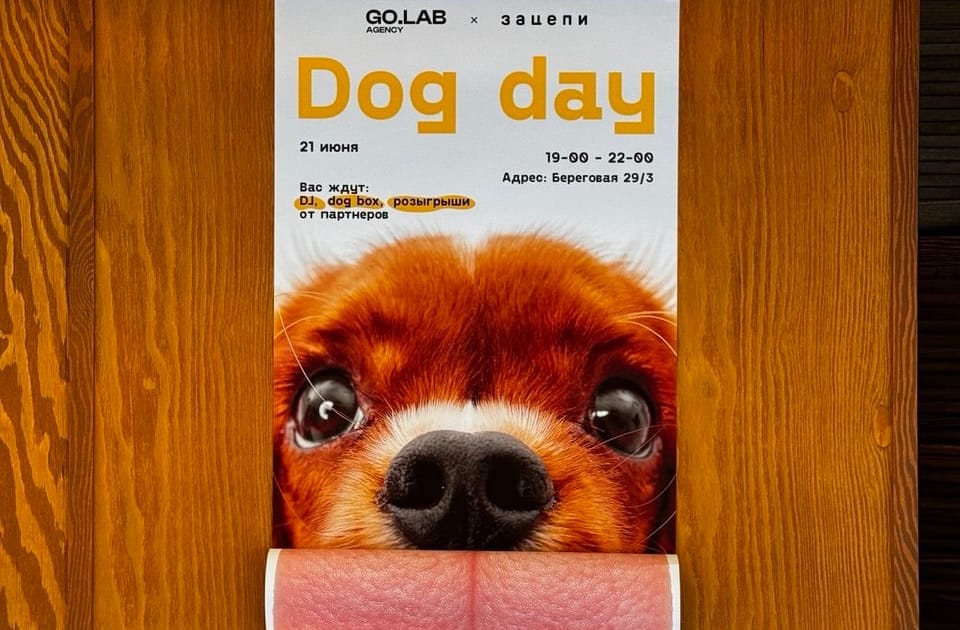 GO.LAB × зацепи
AGENCY
Dog day
21 июня
19-00 - 22-00
Адрес: Береговая 29/3
Вас ждут:
DJ, dog box, розыгрыши
от партнеров